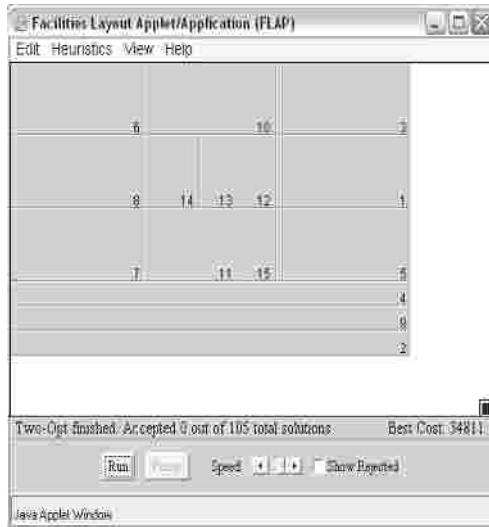 Facilities Layout Applet/Application (FLAP)
Edit Heuristics View Help
6 10 3
8 14 13 12 1
7 11 15 5
4
9
2
Two-Opt finished. Accepted 0 out of 105 total solutions Best Cost: 34811.
Run Speed Show Rejected
Java Applet Window